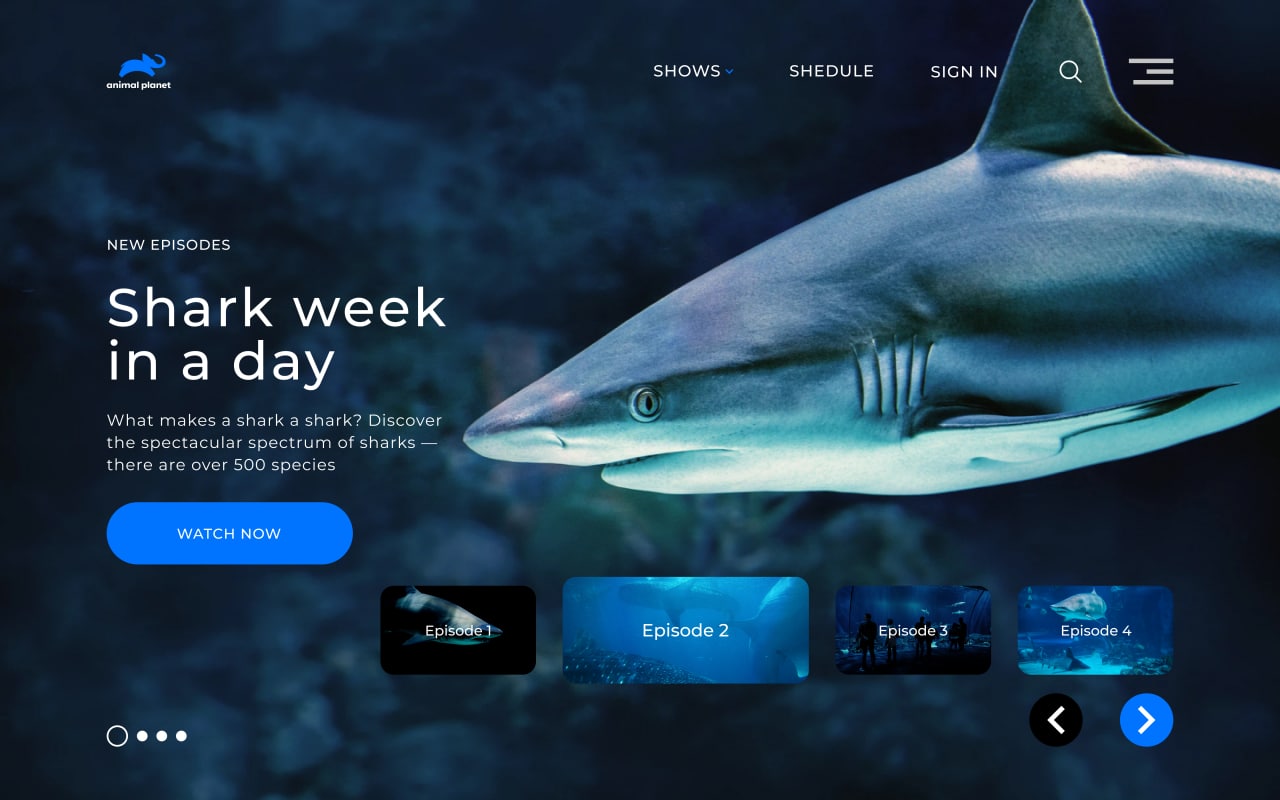 animal planet
SHOWS
SHEDULE
SIGN IN
NEW EPISODES
Shark week
in a day
What makes a shark a shark? Discover
the spectacular spectrum of sharks —
there are over 500 species
WATCH NOW
Episode 1
Episode 2
Episode 3
Episode 4